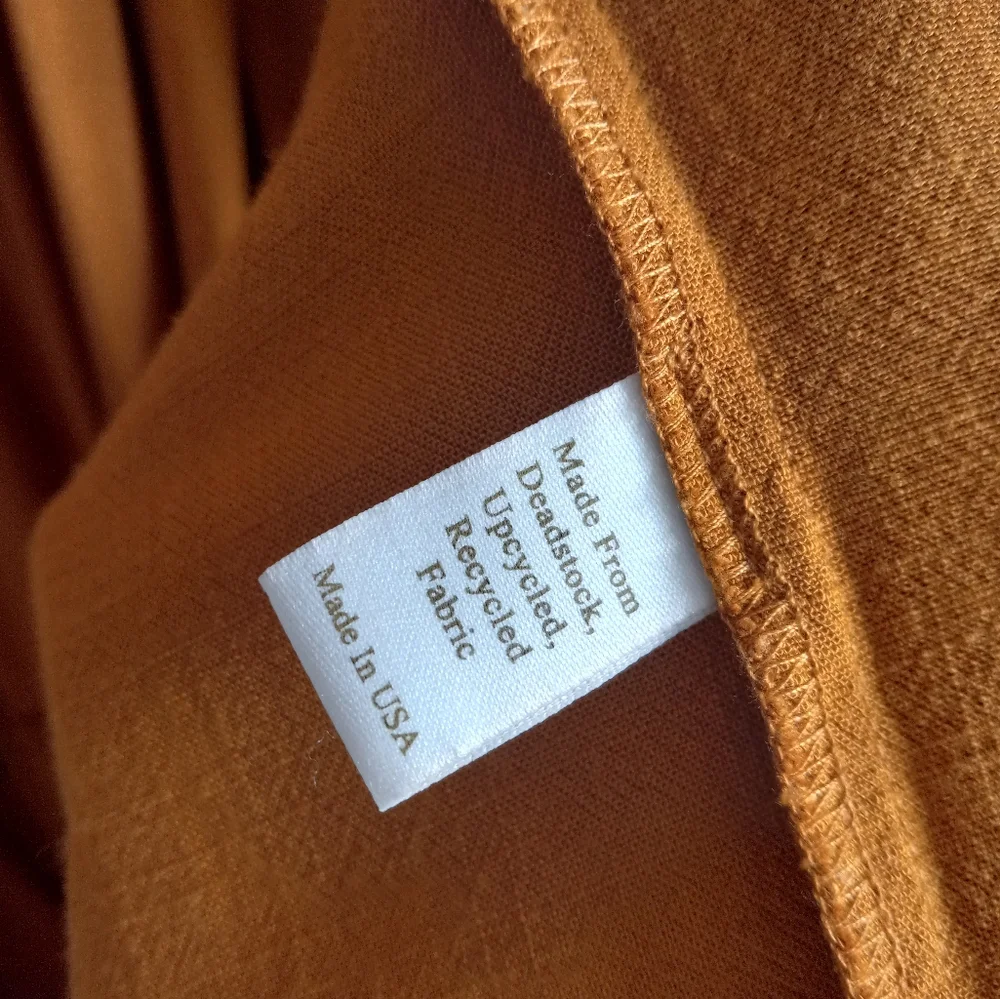 Made From
Deadstock,
Upcycled,
Recycled
Fabric
Made In USA